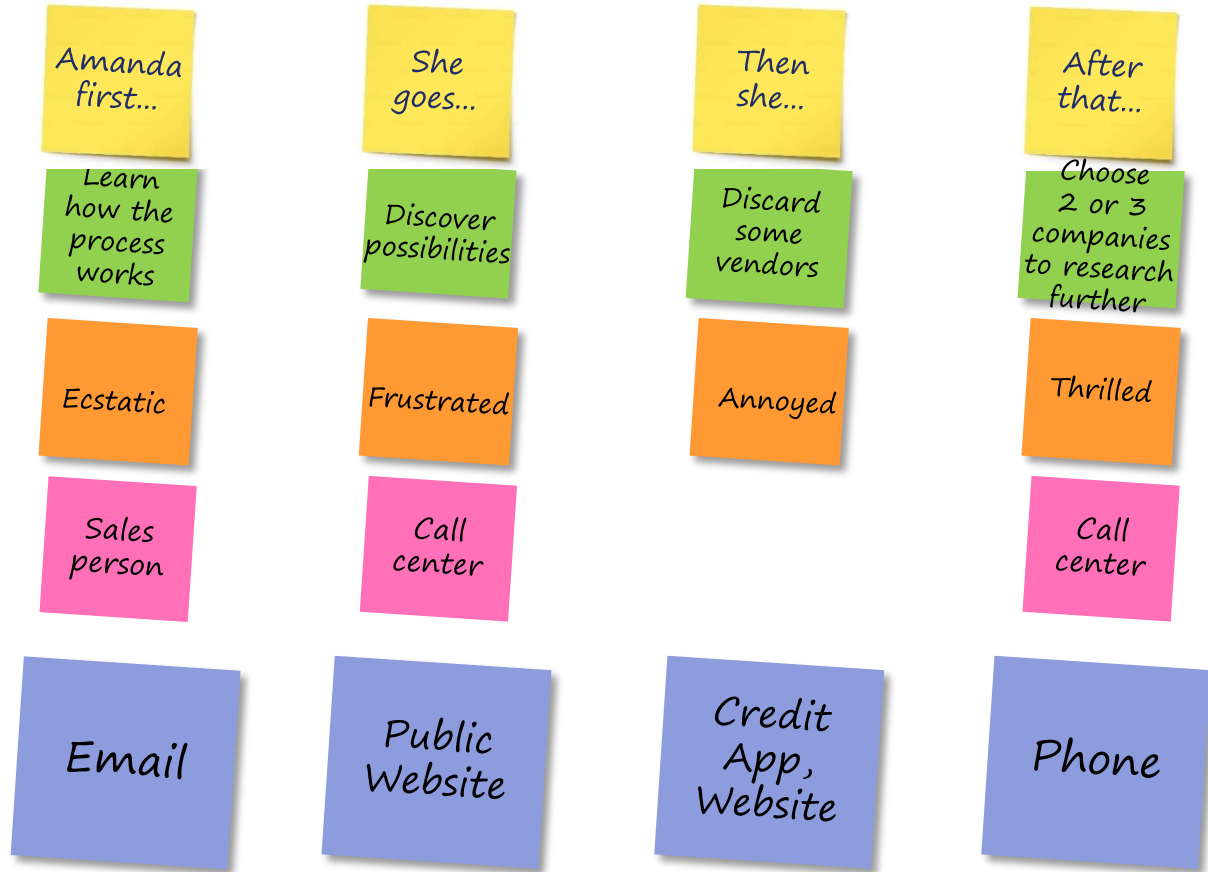 Amanda
first...
She
goes...
Then
she...
After
that...
Learn
how the
process
works
Discover
possibilities
Discard
some
vendors
Choose
2 or 3
companies
to research
further
Ecstatic
Frustrated
Annoyed
Thrilled
Sales
person
Call
center
Call
center
Email
Public
Website
Credit
App,
Website
Phone